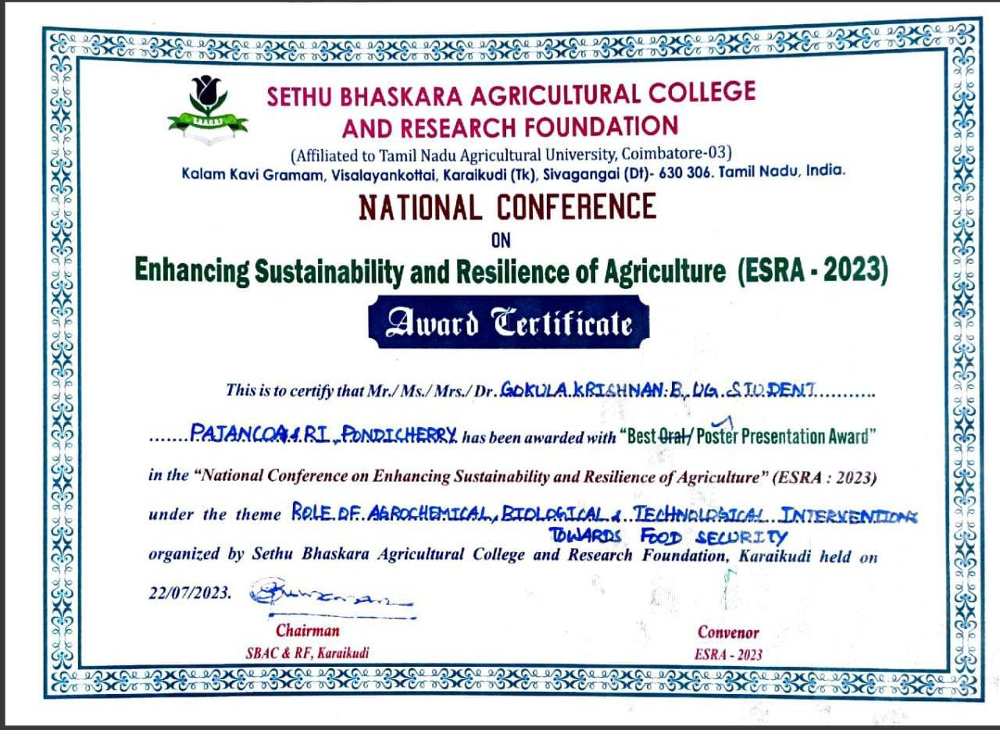 SETHU BHASKARA AGRICULTURAL COLLEGE
AND RESEARCH FOUNDATION
(Affiliated to Tamil Nadu Agricultural University, Coimbatore-03)
Kalam Kavi Gramam, Visalayankottai, Karaikudi (Tk), Sivagangai (Dt)- 630 306. Tamil Nadu, India.
NATIONAL CONFERENCE
ON
Enhancing Sustainability and Resilience of Agriculture (ESRA - 2023)
Award Certificate
This is to certify that Mr./ Ms./ Mrs./ Dr. GOKULA KRISHNAN. B, UG. STUDENT...........
.......PAJANCOA & RI, PONDICHERRY has been awarded with "Best Oral/ Poster Presentation Award"
in the "National Conference on Enhancing Sustainability and Resilience of Agriculture" (ESRA : 2023)
under the theme ROLE OF AGROCHEMICAL, BIOLOGICAL & TECHNOLOGICAL INTERVENTIONS
TOWARDS FOOD SECURITY
organized by Sethu Bhaskara Agricultural College and Research Foundation, Karaikudi held on
22/07/2023.
Chairman
SBAC & RF, Karaikudi
Convenor
ESRA - 2023